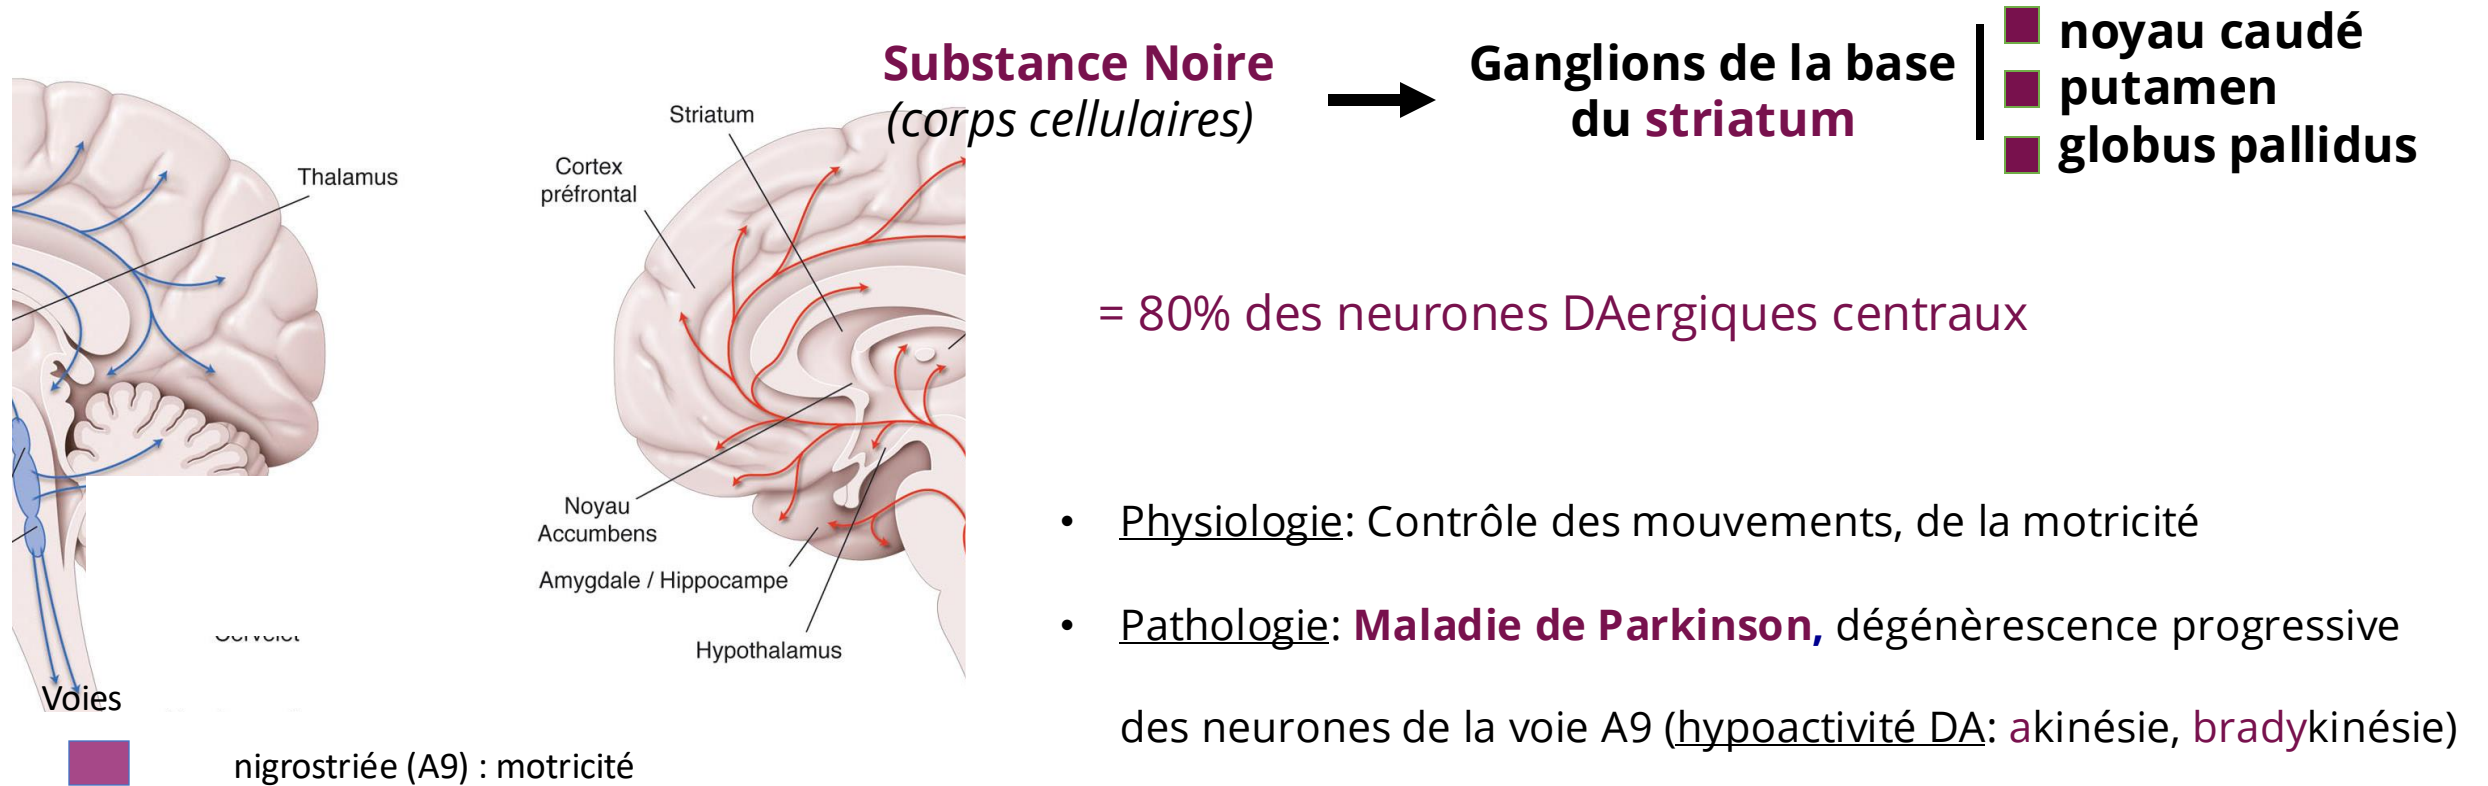 Substance Noire
(corps cellulaires)
Ganglions de la base
du striatum
noyau caudé
putamen
globus pallidus
Thalamus
Striatum
Cortex
préfrontal
= 80% des neurones DAergiques centraux
Noyau
Accumbens
Amygdale / Hippocampe
Hypothalamus
• Physiologie: Contrôle des mouvements, de la motricité
• Pathologie: Maladie de Parkinson, dégénèrescence progressive
des neurones de la voie A9 (hypoactivité DA: akinésie, bradykinésie)
Voies
nigrostriée (A9) : motricité